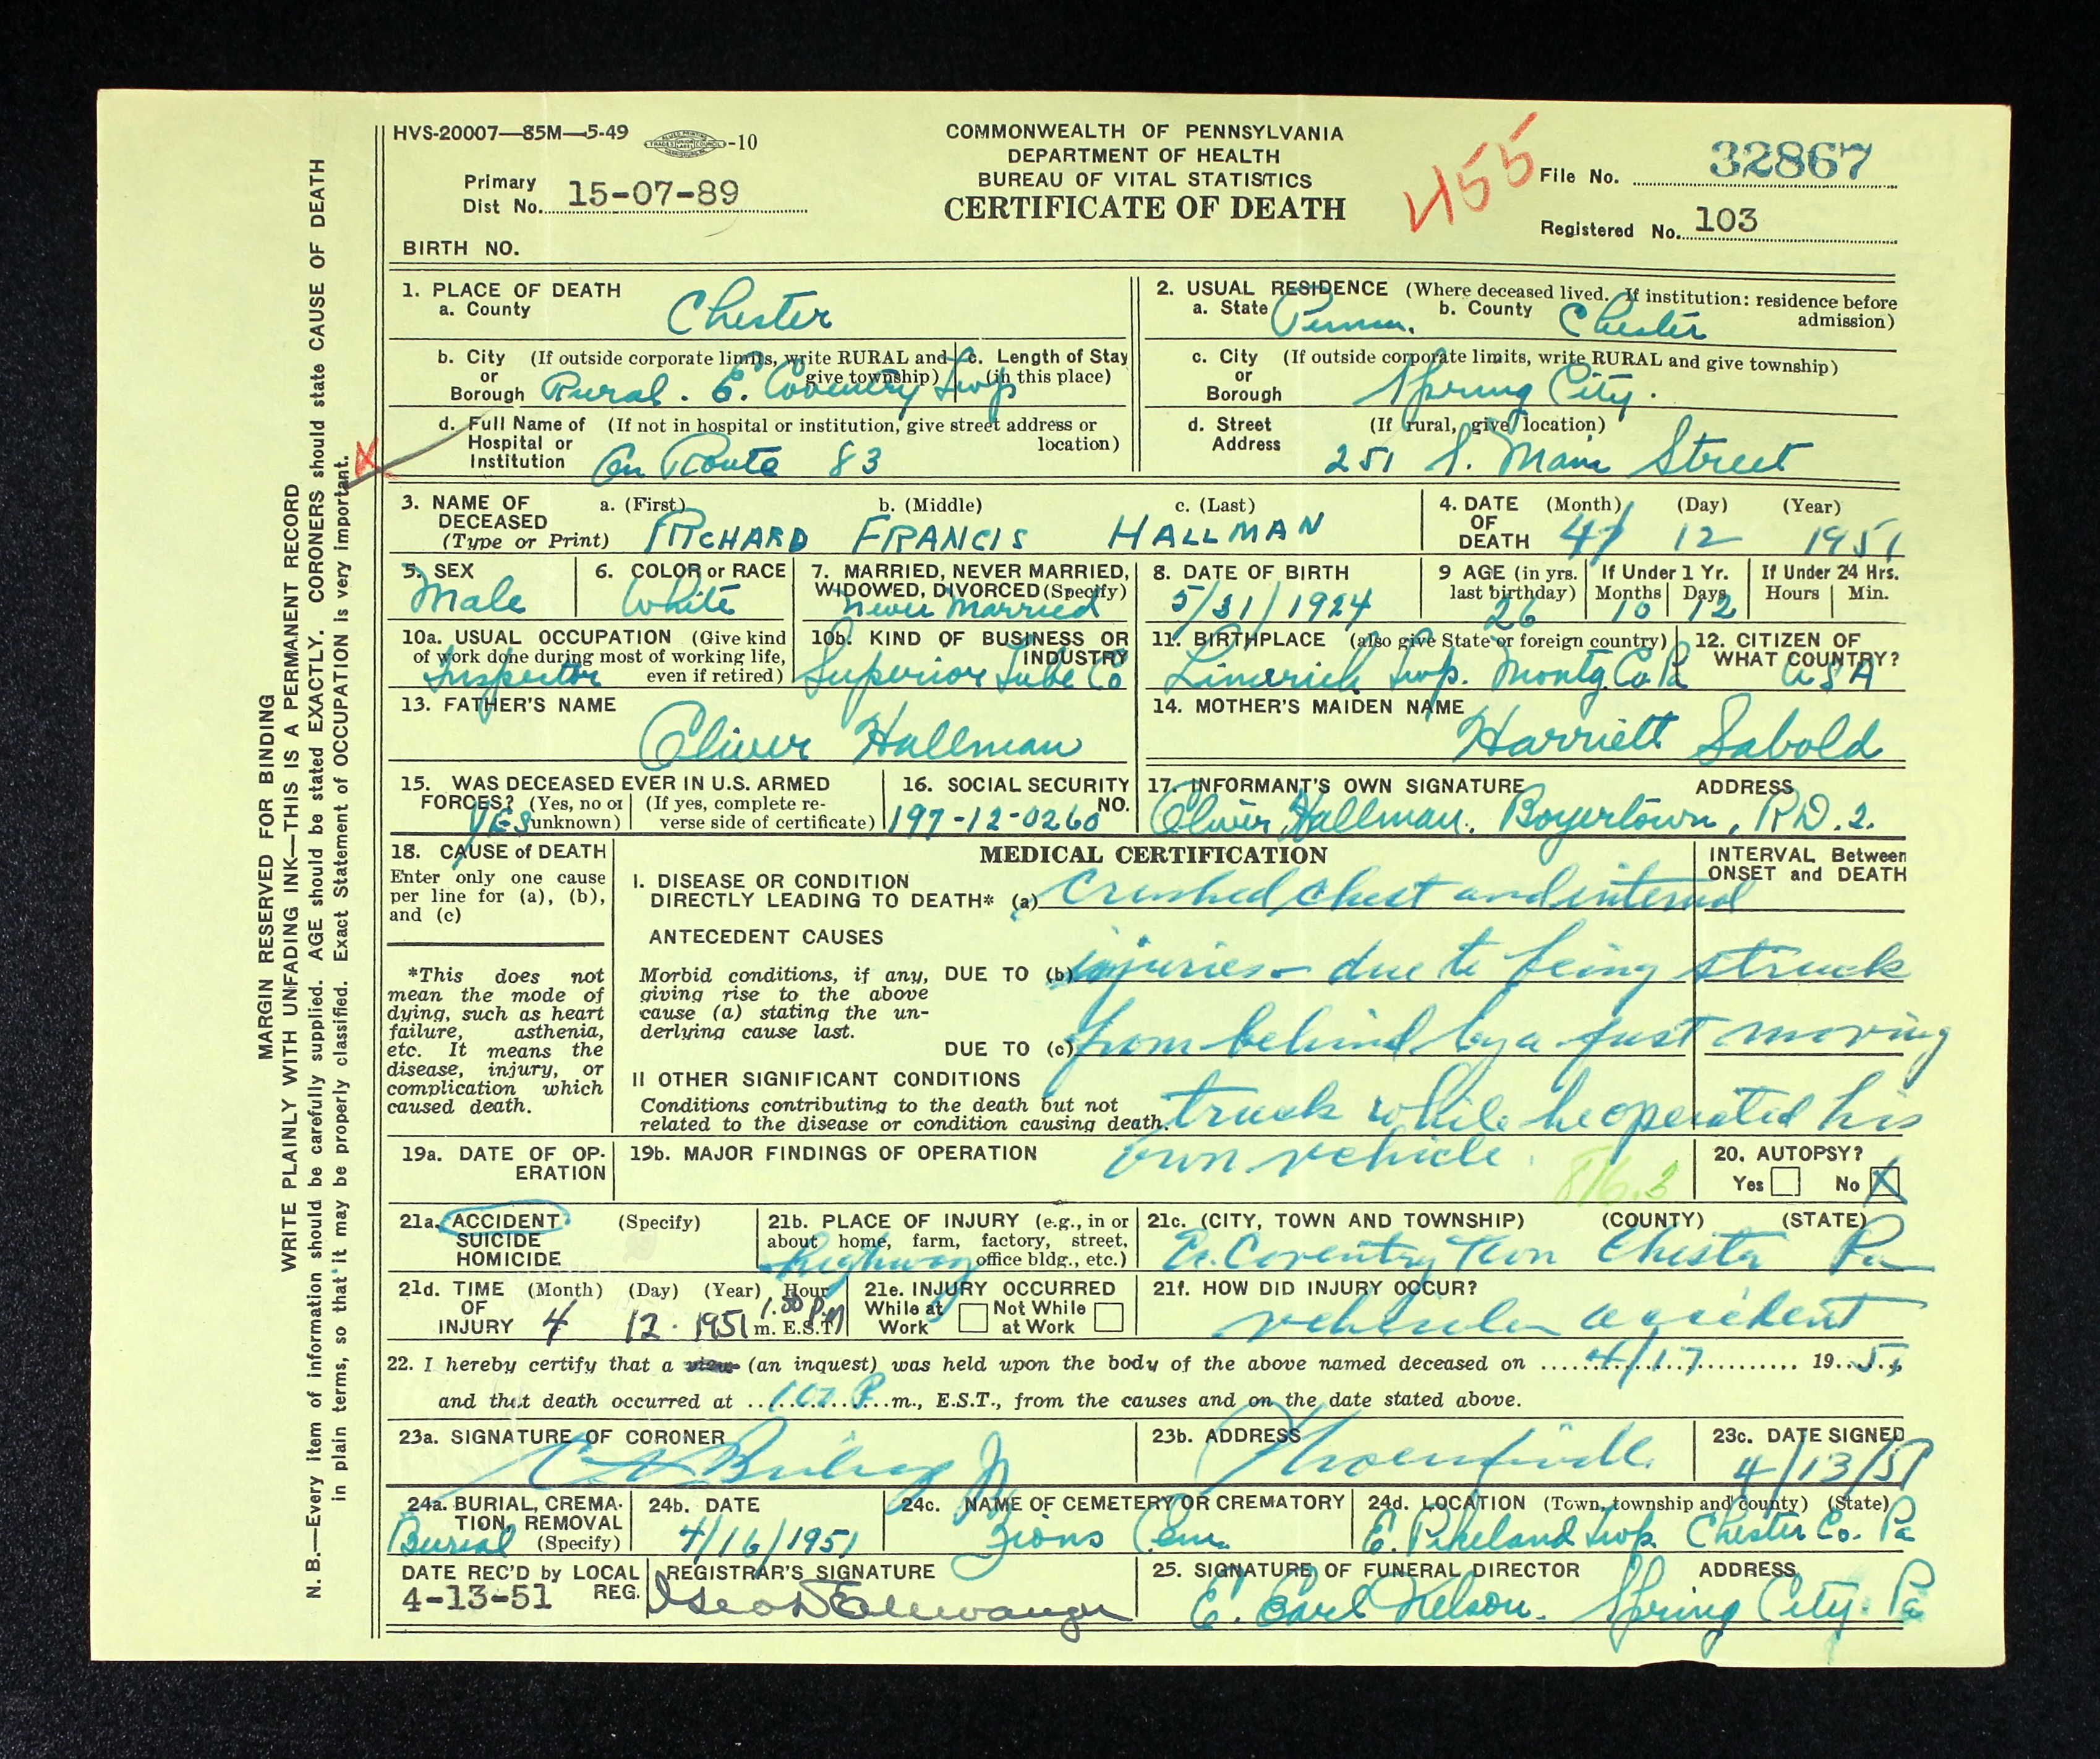 HVS-20007—85M—5-49 -10
COMMONWEALTH OF PENNSYLVANIA
DEPARTMENT OF HEALTH
BUREAU OF VITAL STATISTICS
CERTIFICATE OF DEATH
455
File No. 32867
Registered No. 103
Primary
Dist No. 15-07-89
BIRTH NO.
MARGIN RESERVED FOR BINDING
WRITE PLAINLY WITH UNFADING INK—THIS IS A PERMANENT RECORD
N. B.—Every item of information should be carefully supplied. AGE should be stated EXACTLY. CORONERS should state CAUSE OF DEATH
in plain terms, so that it may be properly classified. Exact Statement of OCCUPATION is very important.
1. PLACE OF DEATH
a. County Chester
b. City (If outside corporate limits, write RURAL and
or give township)
Borough Rural. E. Coventry Twp
c. Length of Stay
(in this place)
d. Full Name of (If not in hospital or institution, give street address or
Hospital or location)
Institution On Route 83
2. USUAL RESIDENCE (Where deceased lived. If institution: residence before
admission)
a. State Penna. b. County Chester
c. City (If outside corporate limits, write RURAL and give township)
or
Borough Spring City.
d. Street (If rural, give location)
Address 251 S. Main Street
3. NAME OF a. (First) b. (Middle) c. (Last)
DECEASED
(Type or Print) RICHARD FRANCIS HALLMAN
4. DATE (Month) (Day) (Year)
OF
DEATH 4 12 1951
5. SEX
Male
6. COLOR or RACE
White
7. MARRIED, NEVER MARRIED,
WIDOWED, DIVORCED (Specify)
Never Married
8. DATE OF BIRTH
5/31/1924
9 AGE (in yrs.
last birthday)
26
If Under 1 Yr.
Months Days
10 12
If Under 24 Hrs.
Hours Min.
10a. USUAL OCCUPATION (Give kind
of work done during most of working life,
even if retired)
Inspector
10b. KIND OF BUSINESS OR
INDUSTRY
Superior Tube Co
11. BIRTHPLACE (also give State or foreign country)
Limerick Twp. Montg. Co. Pa
12. CITIZEN OF
WHAT COUNTRY?
USA
13. FATHER'S NAME
Oliver Hallman
14. MOTHER'S MAIDEN NAME
Harriett Sabold
15. WAS DECEASED EVER IN U.S. ARMED
FORCES? (Yes, no or (If yes, complete re-
YES unknown) verse side of certificate)
16. SOCIAL SECURITY
NO.
197-12-0260
17. INFORMANT'S OWN SIGNATURE ADDRESS
Oliver Hallman. Boyertown, RD. 2.
18. CAUSE of DEATH
Enter only one cause
per line for (a), (b),
and (c)
*This does not
mean the mode of
dying, such as heart
failure, asthenia,
etc. It means the
disease, injury, or
complication which
caused death.
MEDICAL CERTIFICATION
INTERVAL Between
ONSET and DEATH
I. DISEASE OR CONDITION
DIRECTLY LEADING TO DEATH* (a) Crushed chest and internal
ANTECEDENT CAUSES
Morbid conditions, if any, DUE TO (b) injuries - due to being struck
giving rise to the above
cause (a) stating the un-
derlying cause last.
DUE TO (c) from behind by a fast moving
II OTHER SIGNIFICANT CONDITIONS
Conditions contributing to the death but not
related to the disease or condition causing death. truck while he operated his
own vehicle.
19a. DATE OF OP-
ERATION
19b. MAJOR FINDINGS OF OPERATION
816.3
20. AUTOPSY?
Yes No X
21a. ACCIDENT (Specify)
SUICIDE
HOMICIDE
21b. PLACE OF INJURY (e.g., in or
about home, farm, factory, street,
office bldg., etc.)
highway
21c. (CITY, TOWN AND TOWNSHIP) (COUNTY) (STATE)
E. Coventry Twn Chester Pa
21d. TIME (Month) (Day) (Year) Hour
OF
INJURY 4 12 1951 P.M m. E.S.T
21e. INJURY OCCURRED
While at Not While
Work at Work
21f. HOW DID INJURY OCCUR?
vehicular accident
22. I hereby certify that a view (an inquest) was held upon the body of the above named deceased on 4/17 1951,
and that death occurred at P. m., E.S.T., from the causes and on the date stated above.
23a. SIGNATURE OF CORONER
23b. ADDRESS
Phoenixville.
23c. DATE SIGNED
4/13/51
24a. BURIAL, CREMA-
TION, REMOVAL
(Specify)
Burial
24b. DATE
4/16/1951
24c. NAME OF CEMETERY OR CREMATORY
Zions Cem.
24d. LOCATION (Town, township and county) (State)
E. Pikeland Twp. Chester Co. Pa
DATE REC'D by LOCAL
REG.
4-13-51
REGISTRAR'S SIGNATURE
25. SIGNATURE OF FUNERAL DIRECTOR ADDRESS
E. Earl Nelson. Spring City. Pa